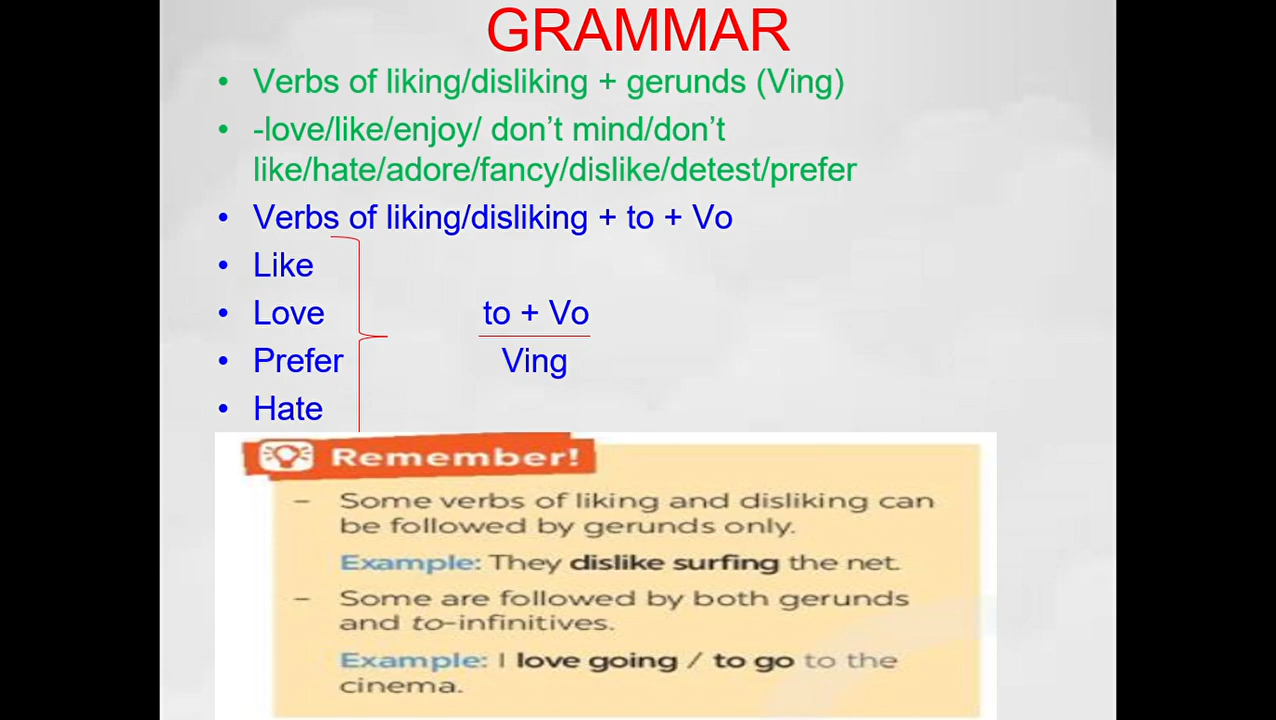 GRAMMAR
• Verbs of liking/disliking + gerunds (Ving)
• -love/like/enjoy/ don’t mind/don’t
like/hate/adore/fancy/dislike/detest/prefer
• Verbs of liking/disliking + to + Vo
• Like
• Love
to + Vo
• Prefer
Ving
• Hate
Remember!
– Some verbs of liking and disliking can
be followed by gerunds only.
Example: They dislike surfing the net.
– Some are followed by both gerunds
and to-infinitives.
Example: I love going / to go to the
cinema.